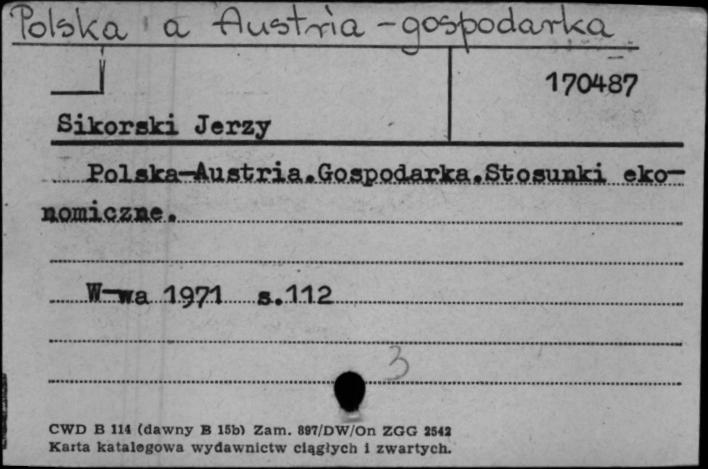 Polska a Austria - gospodarka
170487
Sikorski Jerzy
Polska-Austria.Gospodarka.Stosunki eko-
nomiczne.
W-wa 1971 s.112
3
CWD B 114 (dawny B 15b) Zam. 897/DW/On ZGG 2542
Karta katalogowa wydawnictw ciągłych i zwartych.